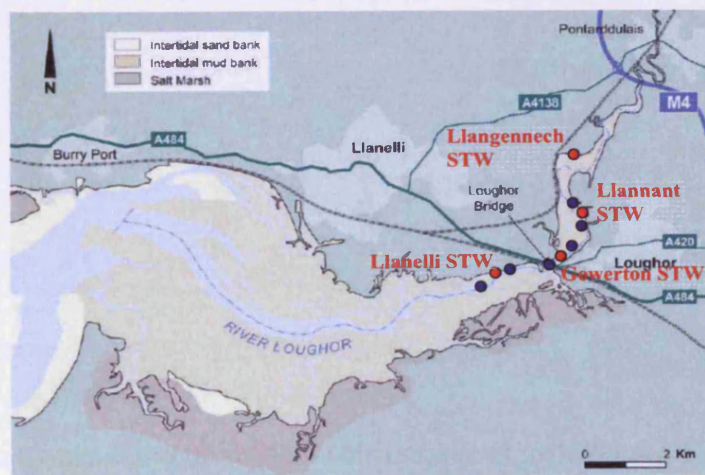 Intertidal sand bank
Intertidal mud bank
Salt Marsh
N
Pontarddulais
M4
A4138
A484
Burry Port
Llanelli
Llangennech
STW
Llannant
STW
Loughor
Bridge
A420
Loughor
Llanelli STW
Gowerton STW
A484
RIVER LOUGHOR
0 2 Km